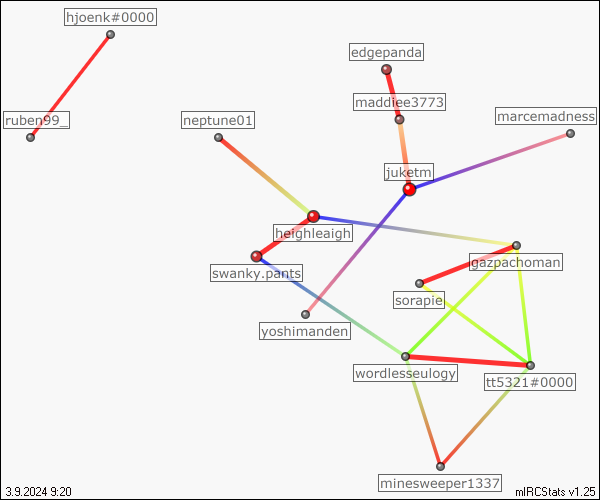 hjoenk#0000
edgepanda
maddiee3773
ruben99_
neptune01
marcemadness
juketm
heighleaigh
gazpachoman
swanky.pants
sorapie
yoshimanden
wordlesseulogy
tt5321#0000
minesweeper1337
3.9.2024 9:20
mIRCStats v1.25